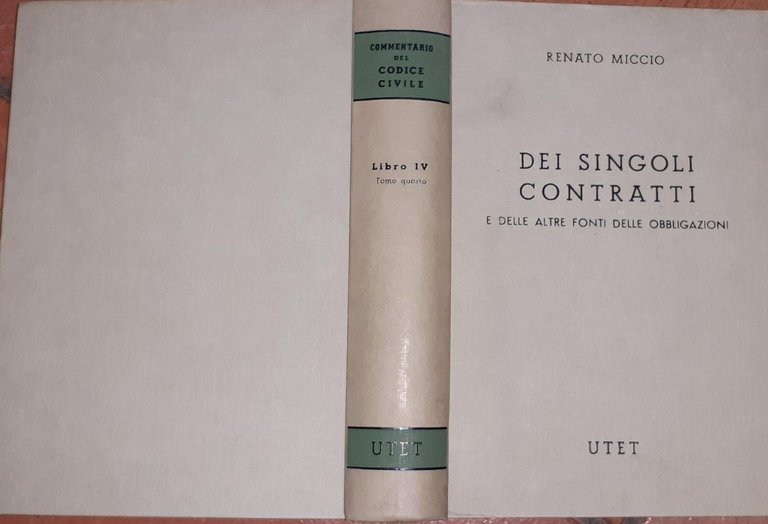 COMMENTARIO
DEL
CODICE
CIVILE
Libro IV
Tomo quarto
UTET
RENATO MICCIO
DEI SINGOLI
CONTRATTI
E DELLE ALTRE FONTI DELLE OBBLIGAZIONI
UTET